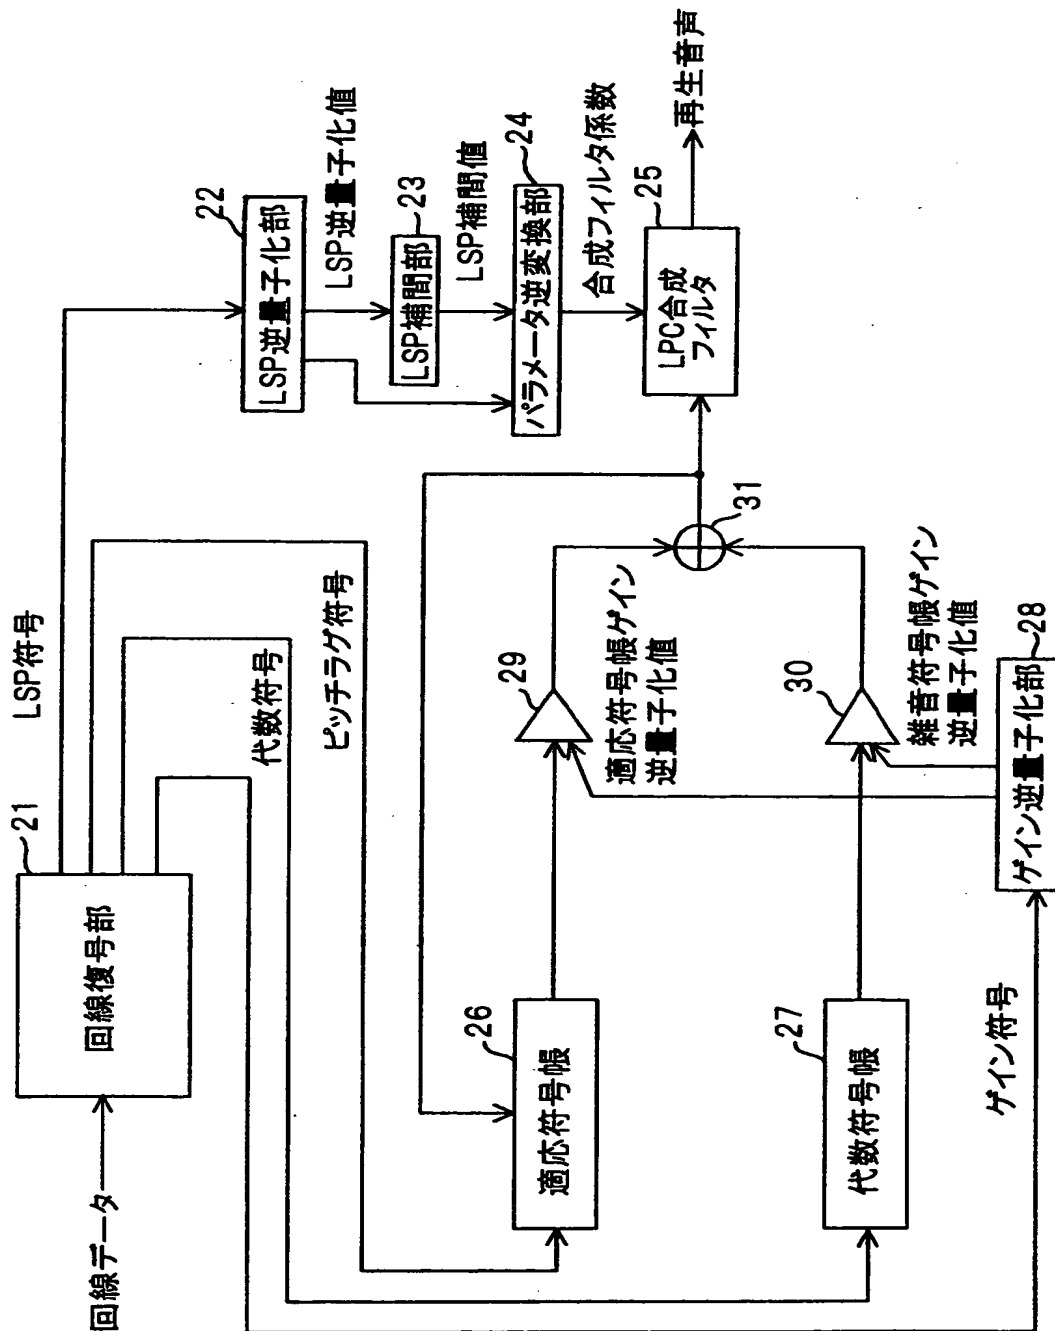 回線データ
回線復号部
21
LSP符号
代数符号
ピッチラグ符号
22
LSP逆量子化部
LSP逆量子化値
LSP補間部
23
LSP補間値
パラメータ逆変換部
24
合成フィルタ係数
LPC合成
フィルタ
25
再生音声
適応符号帳
26
代数符号帳
27
29
適応符号帳ゲイン
逆量子化値
30
雑音符号帳ゲイン
逆量子化値
31
ゲイン符号
ゲイン逆量子化部
28